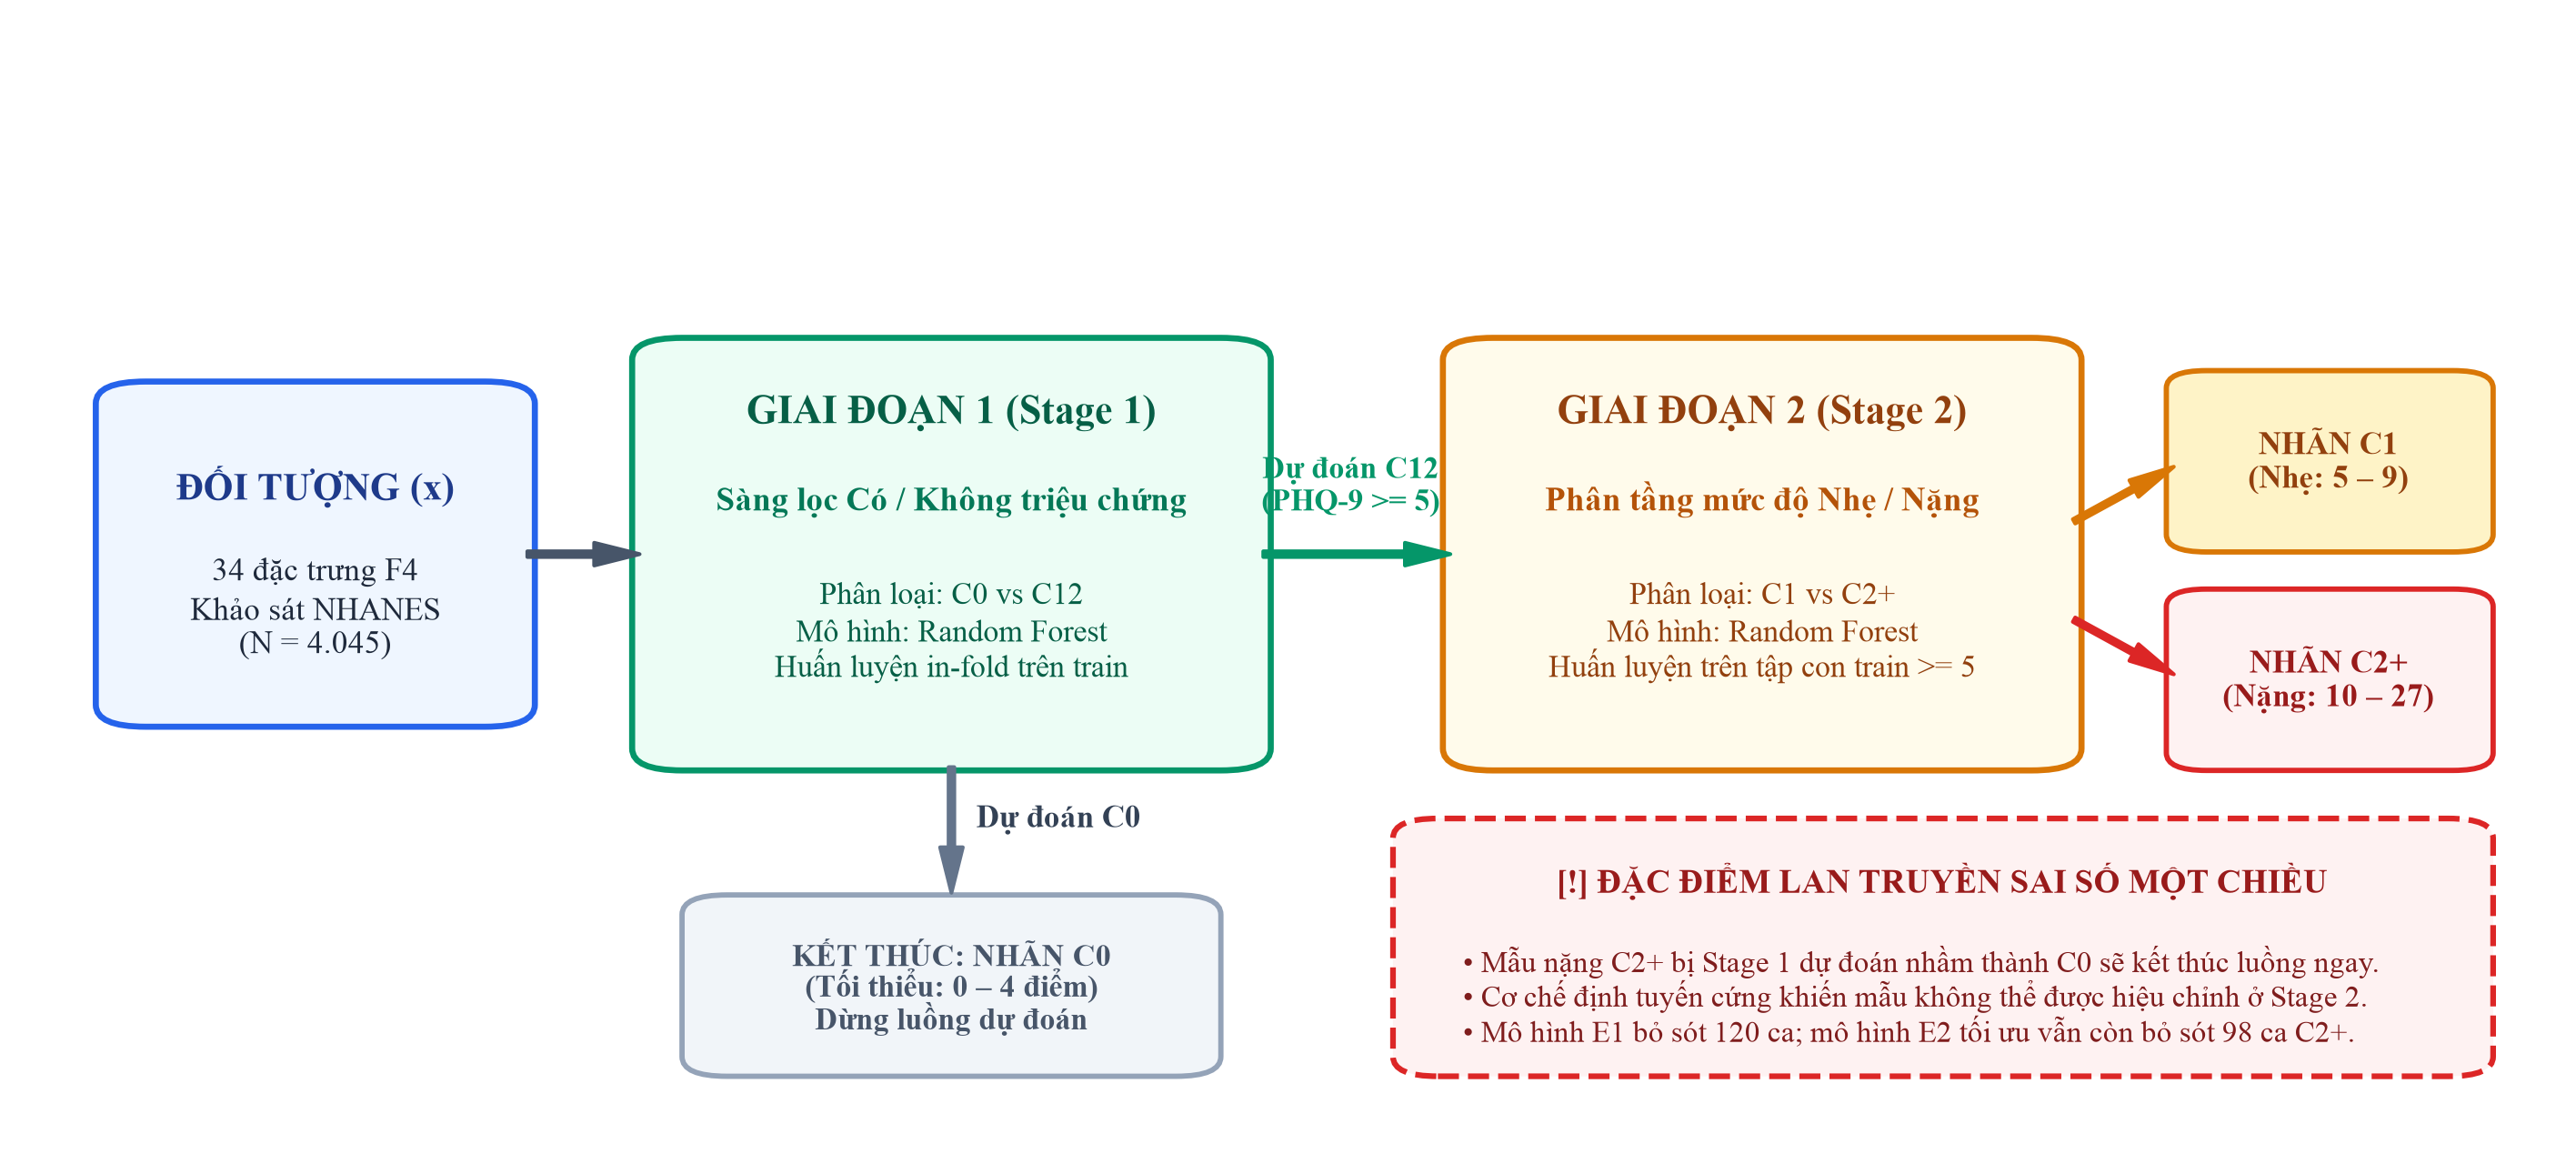 ĐỐI TƯỢNG (x)
34 đặc trưng F4
Khảo sát NHANES
(N = 4.045)
GIAI ĐOẠN 1 (Stage 1)
Sàng lọc Có / Không triệu chứng
Phân loại: C0 vs C12
Mô hình: Random Forest
Huấn luyện in-fold trên train
Dự đoán C12
(PHQ-9 >= 5)
GIAI ĐOẠN 2 (Stage 2)
Phân tầng mức độ Nhẹ / Nặng
Phân loại: C1 vs C2+
Mô hình: Random Forest
Huấn luyện trên tập con train >= 5
NHÃN C1
(Nhẹ: 5 – 9)
NHÃN C2+
(Nặng: 10 – 27)
Dự đoán C0
KẾT THÚC: NHÃN C0
(Tối thiểu: 0 – 4 điểm)
Dừng luồng dự đoán
[!] ĐẶC ĐIỂM LAN TRUYỀN SAI SỐ MỘT CHIỀU
• Mẫu nặng C2+ bị Stage 1 dự đoán nhầm thành C0 sẽ kết thúc luồng ngay.
• Cơ chế định tuyến cứng khiến mẫu không thể được hiệu chỉnh ở Stage 2.
• Mô hình E1 bỏ sót 120 ca; mô hình E2 tối ưu vẫn còn bỏ sót 98 ca C2+.